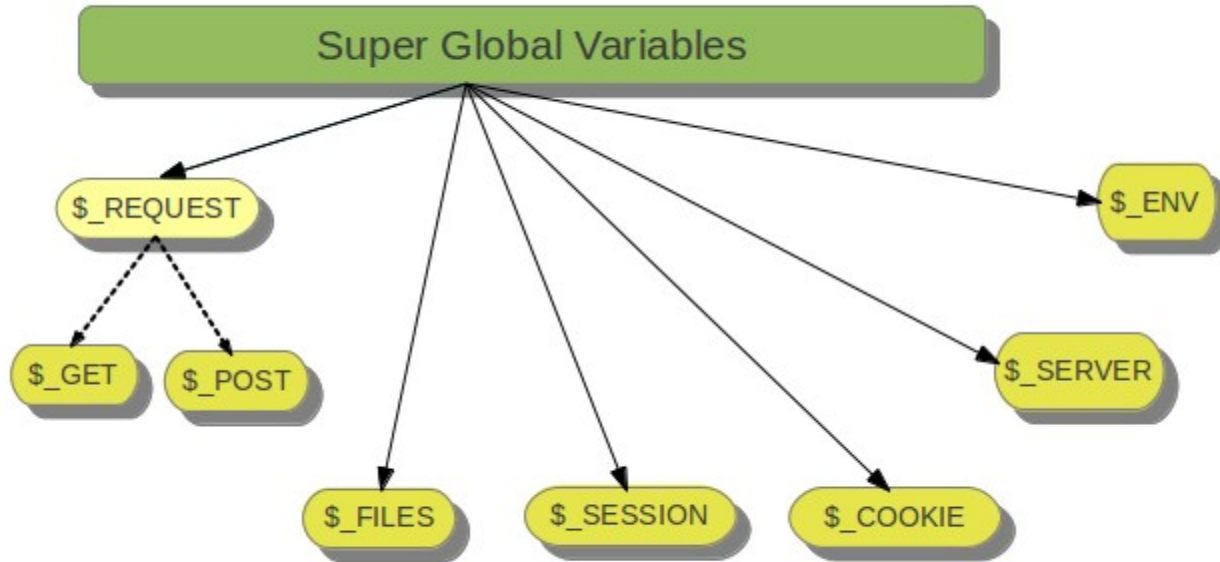 Super Global Variables
$_REQUEST
$_ENV
$_GET
$_POST
$_SERVER
$_FILES
$_SESSION
$_COOKIE